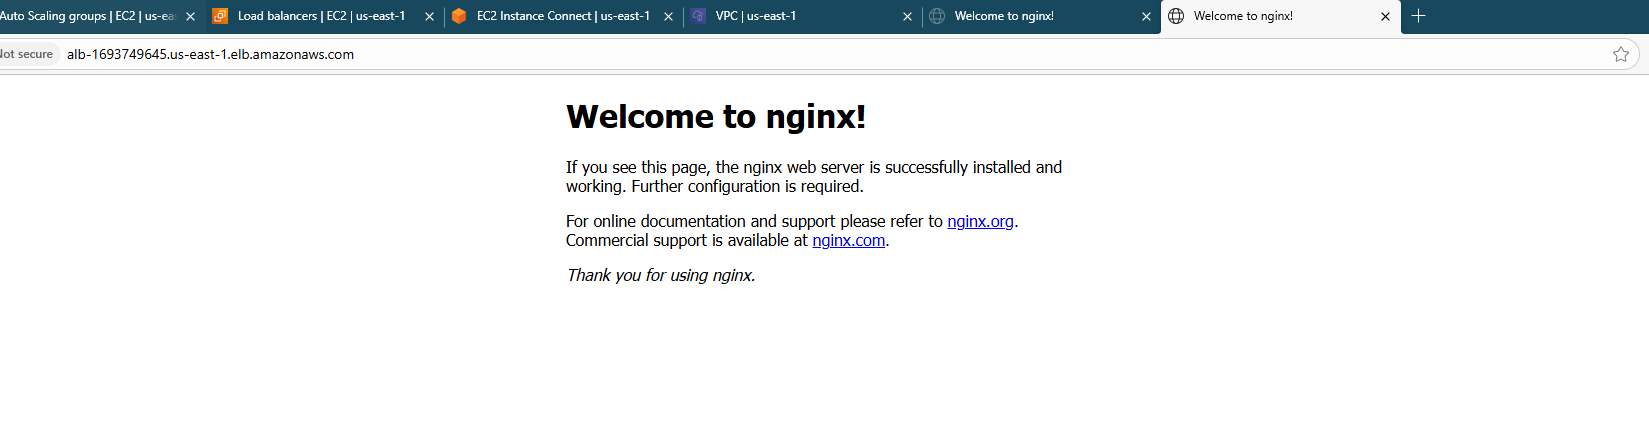 Auto Scaling groups | EC2 | us-eas
Load balancers | EC2 | us-east-1
EC2 Instance Connect | us-east-1
VPC | us-east-1
Welcome to nginx!
Welcome to nginx!
Not secure
alb-1693749645.us-east-1.elb.amazonaws.com
Welcome to nginx!
If you see this page, the nginx web server is successfully installed and
working. Further configuration is required.
For online documentation and support please refer to nginx.org.
Commercial support is available at nginx.com.
Thank you for using nginx.